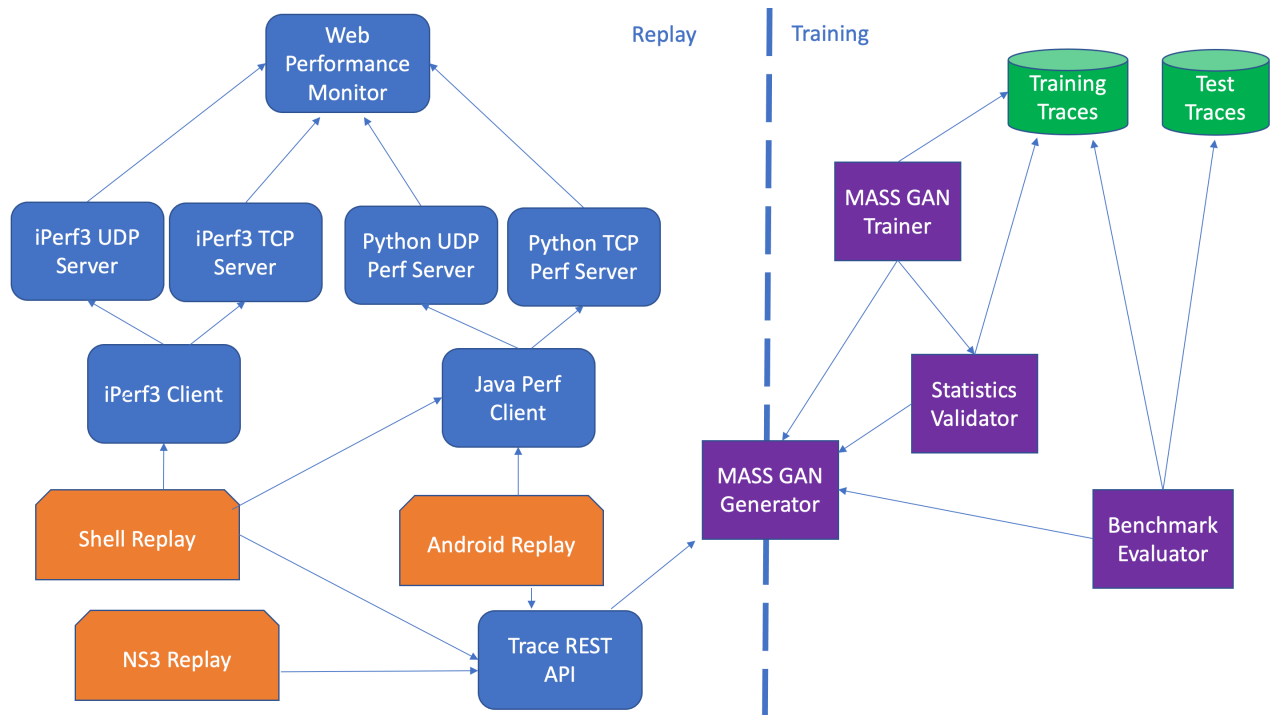 Replay
Training
Web
Performance
Monitor
Training
Traces
Test
Traces
MASS GAN
Trainer
iPerf3 UDP
Server
iPerf3 TCP
Server
Python UDP
Perf Server
Python TCP
Perf Server
iPerf3 Client
Java Perf
Client
Statistics
Validator
MASS GAN
Generator
Benchmark
Evaluator
Shell Replay
Android Replay
NS3 Replay
Trace REST
API